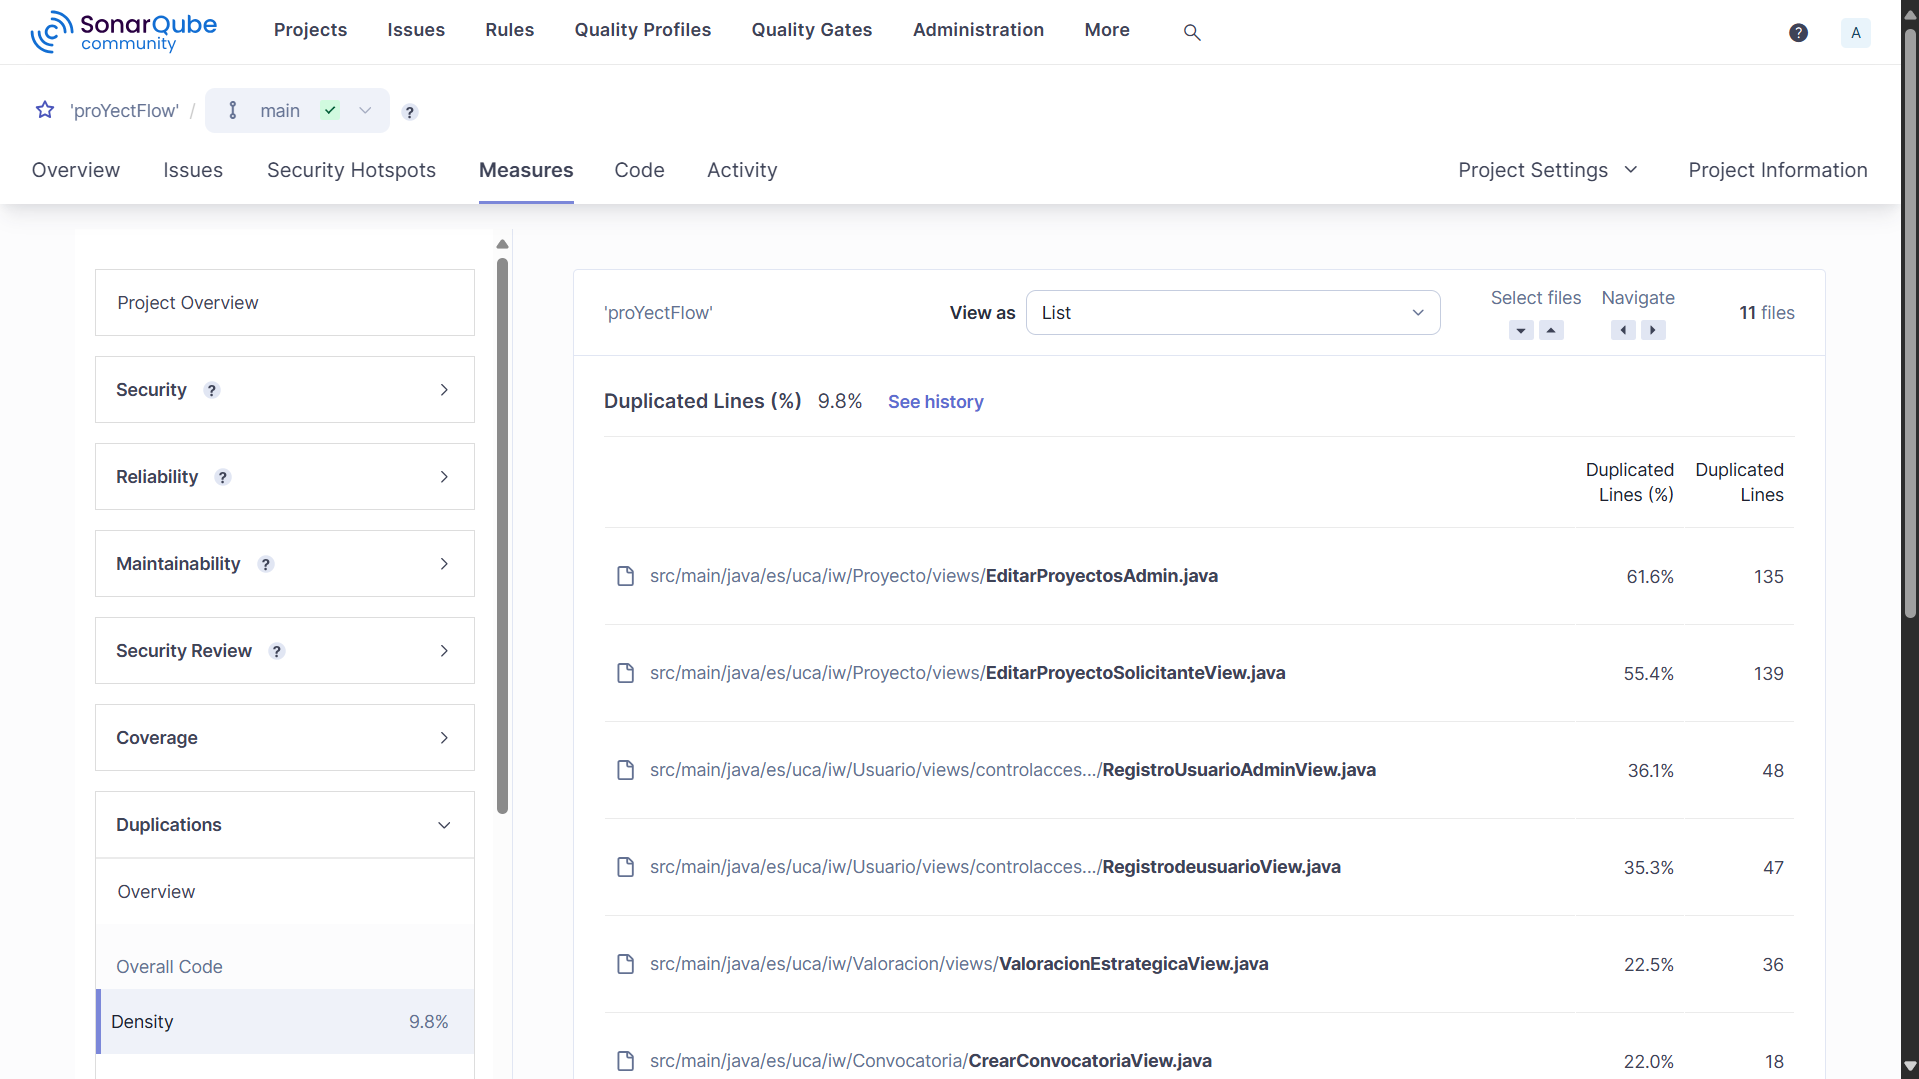 SonarQube community
Projects Issues Rules Quality Profiles Quality Gates Administration More
? A
'proYectFlow' / main ?
Overview Issues Security Hotspots Measures Code Activity Project Settings Project Information
Project Overview
Security ?
Reliability ?
Maintainability ?
Security Review ?
Coverage
Duplications
Overview
Overall Code
Density 9.8%
'proYectFlow' View as List Select files Navigate 11 files
Duplicated Lines (%) 9.8% See history
Duplicated Lines (%) Duplicated Lines
src/main/java/es/uca/iw/Proyecto/views/EditarProyectosAdmin.java 61.6% 135
src/main/java/es/uca/iw/Proyecto/views/EditarProyectoSolicitanteView.java 55.4% 139
src/main/java/es/uca/iw/Usuario/views/controlacces.../RegistroUsuarioAdminView.java 36.1% 48
src/main/java/es/uca/iw/Usuario/views/controlacces.../RegistrodeusuarioView.java 35.3% 47
src/main/java/es/uca/iw/Valoracion/views/ValoracionEstrategicaView.java 22.5% 36
src/main/java/es/uca/iw/Convocatoria/CrearConvocatoriaView.java 22.0% 18